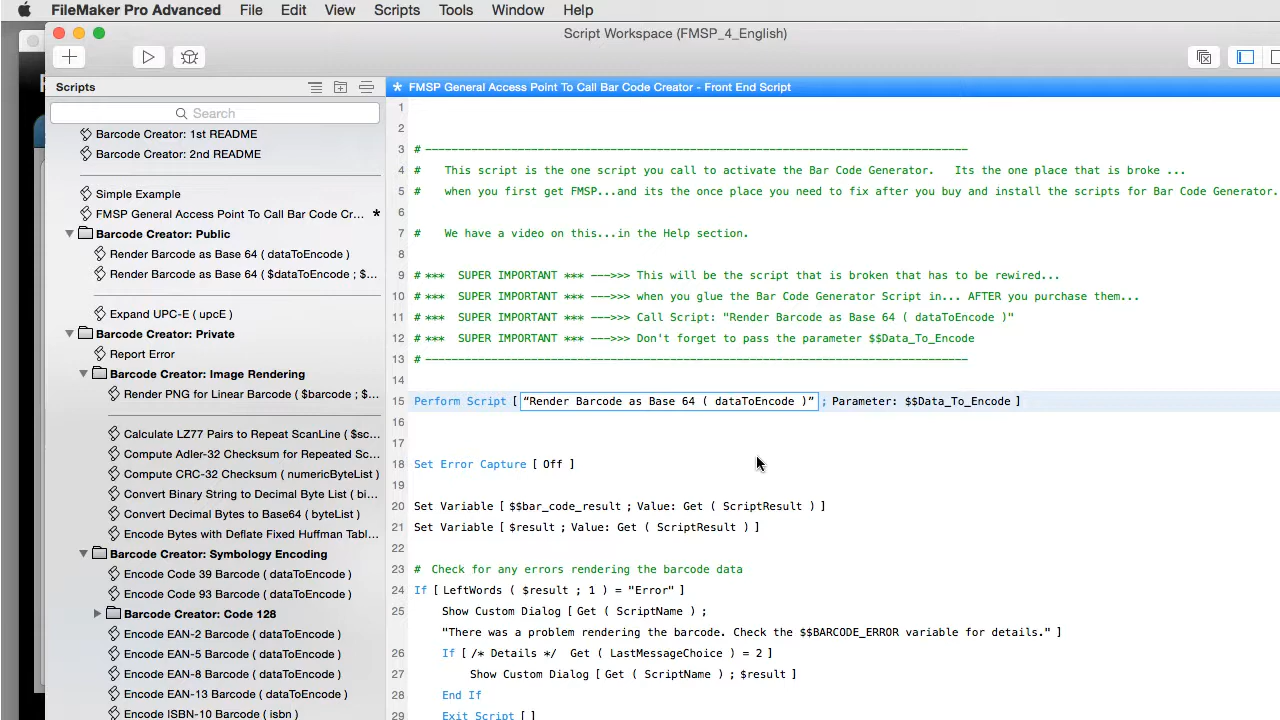 FileMaker Pro Advanced File Edit View Scripts Tools Window Help
Script Workspace (FMSP_4_English)
Scripts
Search
Barcode Creator: 1st README
Barcode Creator: 2nd README
Simple Example
FMSP General Access Point To Call Bar Code Cr... *
Barcode Creator: Public
Render Barcode as Base 64 ( dataToEncode )
Render Barcode as Base 64 ( $dataToEncode ; $...
Expand UPC-E ( upcE )
Barcode Creator: Private
Report Error
Barcode Creator: Image Rendering
Render PNG for Linear Barcode ( $barcode ; $...
Calculate LZ77 Pairs to Repeat ScanLine ( $sc...
Compute Adler-32 Checksum for Repeated Sc...
Compute CRC-32 Checksum ( numericByteList )
Convert Binary String to Decimal Byte List ( bi...
Convert Decimal Bytes to Base64 ( byteList )
Encode Bytes with Deflate Fixed Huffman Tabl...
Barcode Creator: Symbology Encoding
Encode Code 39 Barcode ( dataToEncode )
Encode Code 93 Barcode ( dataToEncode )
Barcode Creator: Code 128
Encode EAN-2 Barcode ( dataToEncode )
Encode EAN-5 Barcode ( dataToEncode )
Encode EAN-8 Barcode ( dataToEncode )
Encode EAN-13 Barcode ( dataToEncode )
Encode ISBN-10 Barcode ( isbn )
* FMSP General Access Point To Call Bar Code Creator - Front End Script
1
2
3 # -----------------------------------------------------------------------------------
4 # This script is the one script you call to activate the Bar Code Generator. Its the one place that is broke ...
5 # when you first get FMSP...and its the once place you need to fix after you buy and install the scripts for Bar Code Generator.
6
7 # We have a video on this...in the Help section.
8
9 # *** SUPER IMPORTANT *** --->>> This will be the script that is broken that has to be rewired...
10 # *** SUPER IMPORTANT *** --->>> when you glue the Bar Code Generator Script in... AFTER you purchase them...
11 # *** SUPER IMPORTANT *** --->>> Call Script: "Render Barcode as Base 64 ( dataToEncode )"
12 # *** SUPER IMPORTANT *** --->>> Don't forget to pass the parameter $$Data_To_Encode
13 # -----------------------------------------------------------------------------------
14
15 Perform Script [ “Render Barcode as Base 64 ( dataToEncode )” ; Parameter: $$Data_To_Encode ]
16
17
18 Set Error Capture [ Off ]
19
20 Set Variable [ $$bar_code_result ; Value: Get ( ScriptResult ) ]
21 Set Variable [ $result ; Value: Get ( ScriptResult ) ]
22
23 # Check for any errors rendering the barcode data
24 If [ LeftWords ( $result ; 1 ) = "Error" ]
25 Show Custom Dialog [ Get ( ScriptName ) ;
"There was a problem rendering the barcode. Check the $$BARCODE_ERROR variable for details." ]
26 If [ /* Details */ Get ( LastMessageChoice ) = 2 ]
27 Show Custom Dialog [ Get ( ScriptName ) ; $result ]
28 End If
29 Exit Script [ ]